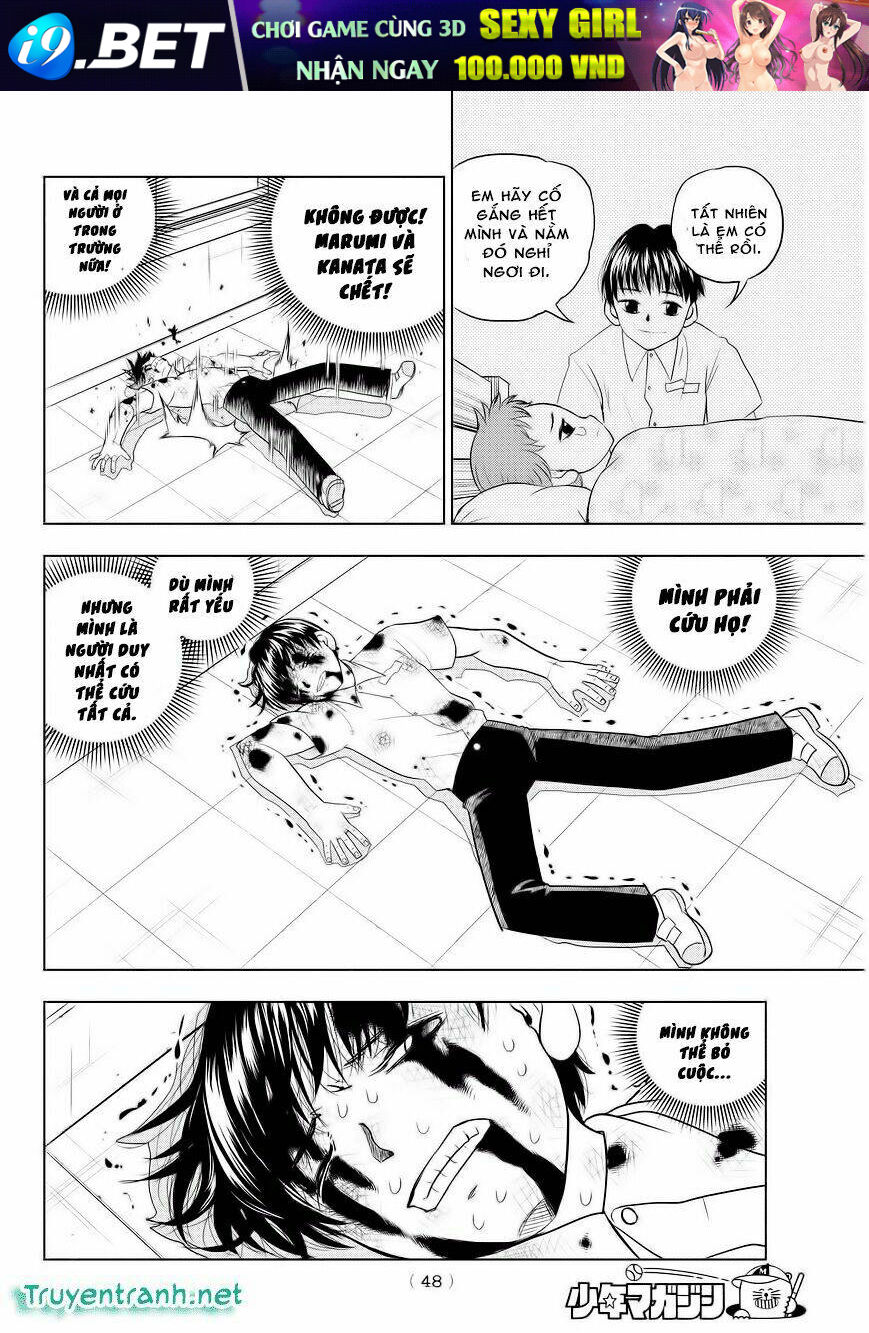 i9.BET
CHƠI GAME CÙNG 3D SEXY GIRL
NHẬN NGAY 100.000 VND
TẤT NHIÊN
LÀ EM CÓ
THỂ RỒI.
EM HÃY CỐ
GẮNG HẾT
MÌNH VÀ NẰM
ĐÓ NGHỈ
NGƠI ĐI.
KHÔNG ĐƯỢC!
MARUMI VÀ
KANATA SẼ
CHẾT!
VÀ CẢ MỌI
NGƯỜI Ở
TRONG
TRƯỜNG
NỮA!
MÌNH PHẢI
CỨU HỌ!
DÙ MÌNH
RẤT YẾU
NHƯNG
MÌNH LÀ
NGƯỜI DUY
NHẤT CÓ
THỂ CỨU
TẤT CẢ.
MÌNH KHÔNG
THỂ BỎ
CUỘC...
(48)
Truyentranh.net
少年マガジン
M